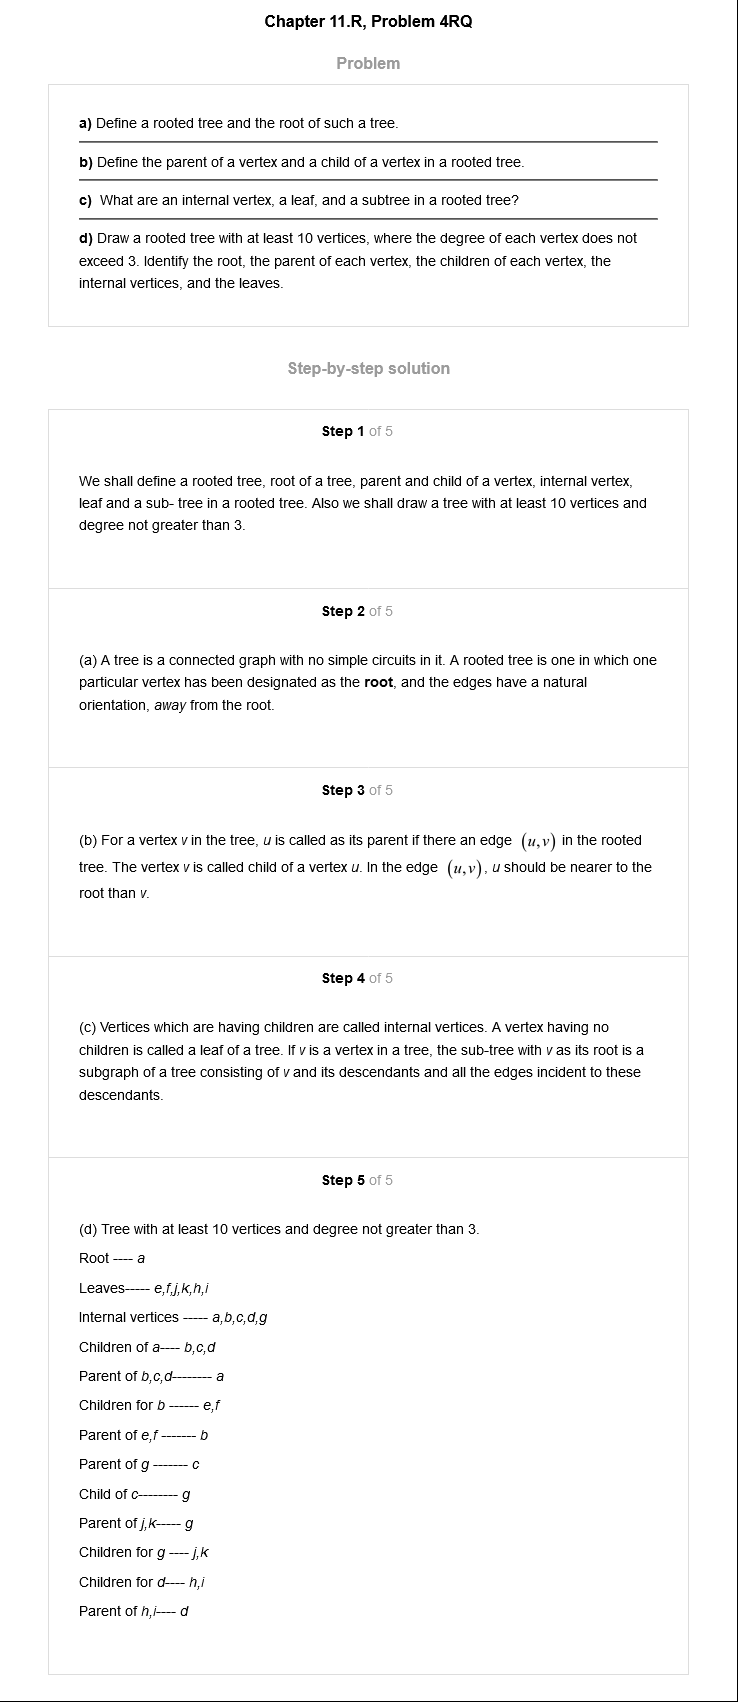 Chapter 11.R, Problem 4RQ
Problem
a) Define a rooted tree and the root of such a tree.
b) Define the parent of a vertex and a child of a vertex in a rooted tree.
c) What are an internal vertex, a leaf, and a subtree in a rooted tree?
d) Draw a rooted tree with at least 10 vertices, where the degree of each vertex does not
exceed 3. Identify the root, the parent of each vertex, the children of each vertex, the
internal vertices, and the leaves.
Step-by-step solution
Step 1 of 5
We shall define a rooted tree, root of a tree, parent and child of a vertex, internal vertex,
leaf and a sub- tree in a rooted tree. Also we shall draw a tree with at least 10 vertices and
degree not greater than 3.
Step 2 of 5
(a) A tree is a connected graph with no simple circuits in it. A rooted tree is one in which one
particular vertex has been designated as the root, and the edges have a natural
orientation, away from the root.
Step 3 of 5
(b) For a vertex v in the tree, u is called as its parent if there an edge (u,v) in the rooted
tree. The vertex v is called child of a vertex u. In the edge (u,v), u should be nearer to the
root than v.
Step 4 of 5
(c) Vertices which are having children are called internal vertices. A vertex having no
children is called a leaf of a tree. If v is a vertex in a tree, the sub-tree with v as its root is a
subgraph of a tree consisting of v and its descendants and all the edges incident to these
descendants.
Step 5 of 5
(d) Tree with at least 10 vertices and degree not greater than 3.
Root ---- a
Leaves----- e,f,j,k,h,i
Internal vertices ----- a,b,c,d,g
Children of a---- b,c,d
Parent of b,c,d-------- a
Children for b ------ e,f
Parent of e,f ------- b
Parent of g ------- c
Child of c-------- g
Parent of j,k----- g
Children for g ---- j,k
Children for d---- h,i
Parent of h,i---- d